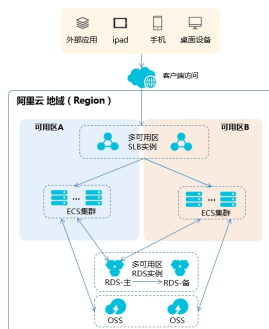 外部应用 ipad 手机 桌面设备
客户端访问
阿里云 地域（Region）
可用区A 可用区B
多可用区
SLB实例
... ...
ECS集群 ECS集群
多可用区
RDS实例
RDS-主 RDS-备
OSS OSS